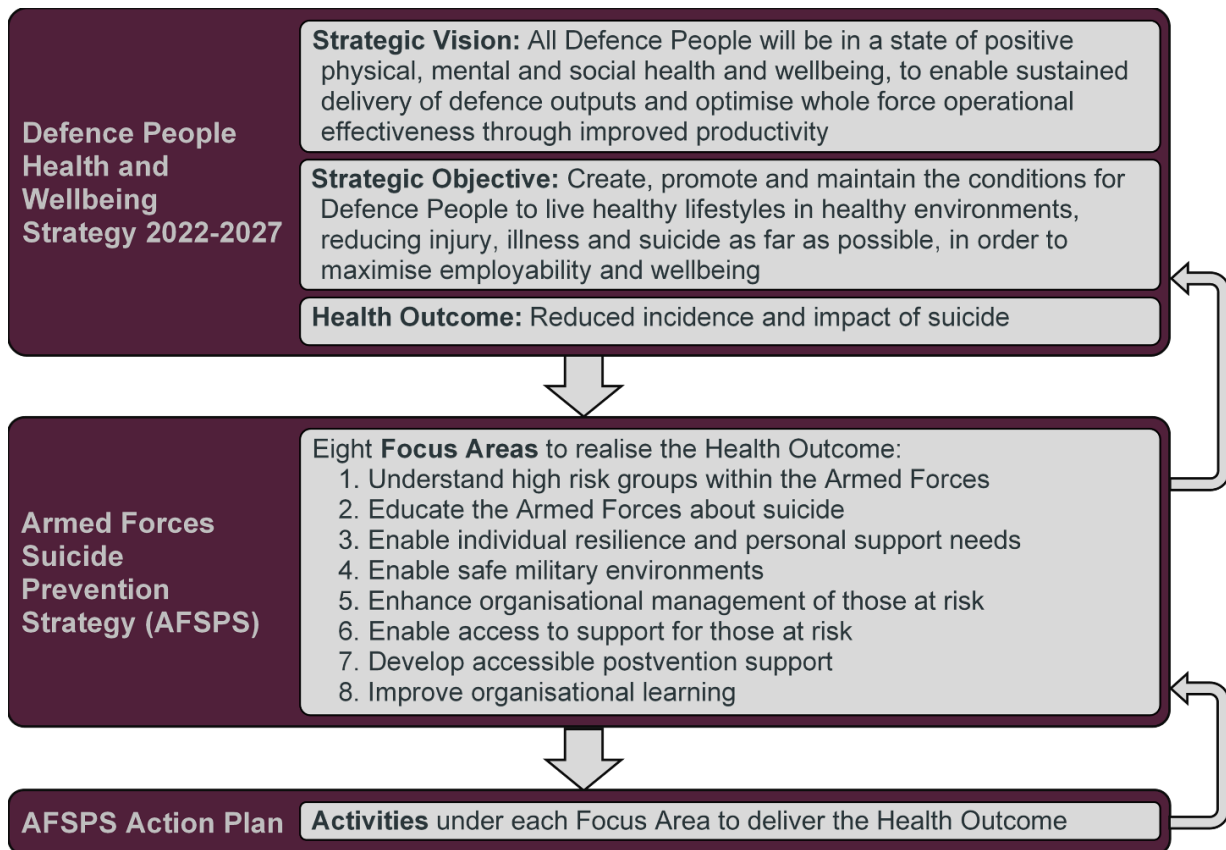 Defence People
Health and
Wellbeing
Strategy 2022-2027
Strategic Vision: All Defence People will be in a state of positive
physical, mental and social health and wellbeing, to enable sustained
delivery of defence outputs and optimise whole force operational
effectiveness through improved productivity
Strategic Objective: Create, promote and maintain the conditions for
Defence People to live healthy lifestyles in healthy environments,
reducing injury, illness and suicide as far as possible, in order to
maximise employability and wellbeing
Health Outcome: Reduced incidence and impact of suicide
Armed Forces
Suicide
Prevention
Strategy (AFSPS)
Eight Focus Areas to realise the Health Outcome:
1. Understand high risk groups within the Armed Forces
2. Educate the Armed Forces about suicide
3. Enable individual resilience and personal support needs
4. Enable safe military environments
5. Enhance organisational management of those at risk
6. Enable access to support for those at risk
7. Develop accessible postvention support
8. Improve organisational learning
AFSPS Action Plan
Activities under each Focus Area to deliver the Health Outcome